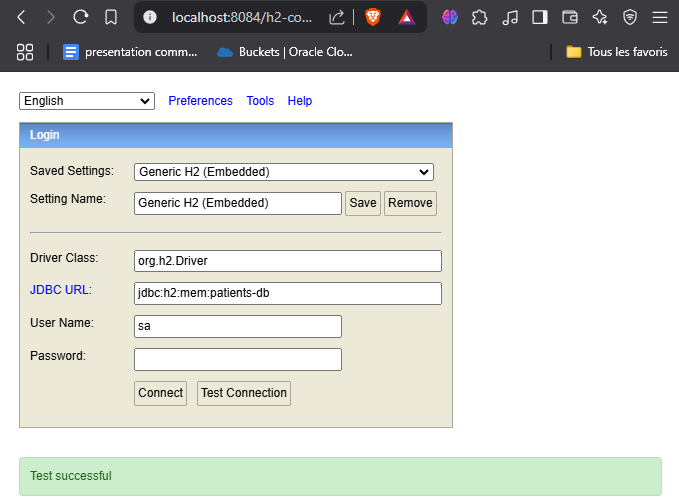 localhost:8084/h2-co...
presentation comm...
Buckets | Oracle Clo...
Tous les favoris
English
Preferences
Tools
Help
Login
Saved Settings:
Generic H2 (Embedded)
Setting Name:
Generic H2 (Embedded)
Save
Remove
Driver Class:
org.h2.Driver
JDBC URL:
jdbc:h2:mem:patients-db
User Name:
sa
Password:
Connect
Test Connection
Test successful